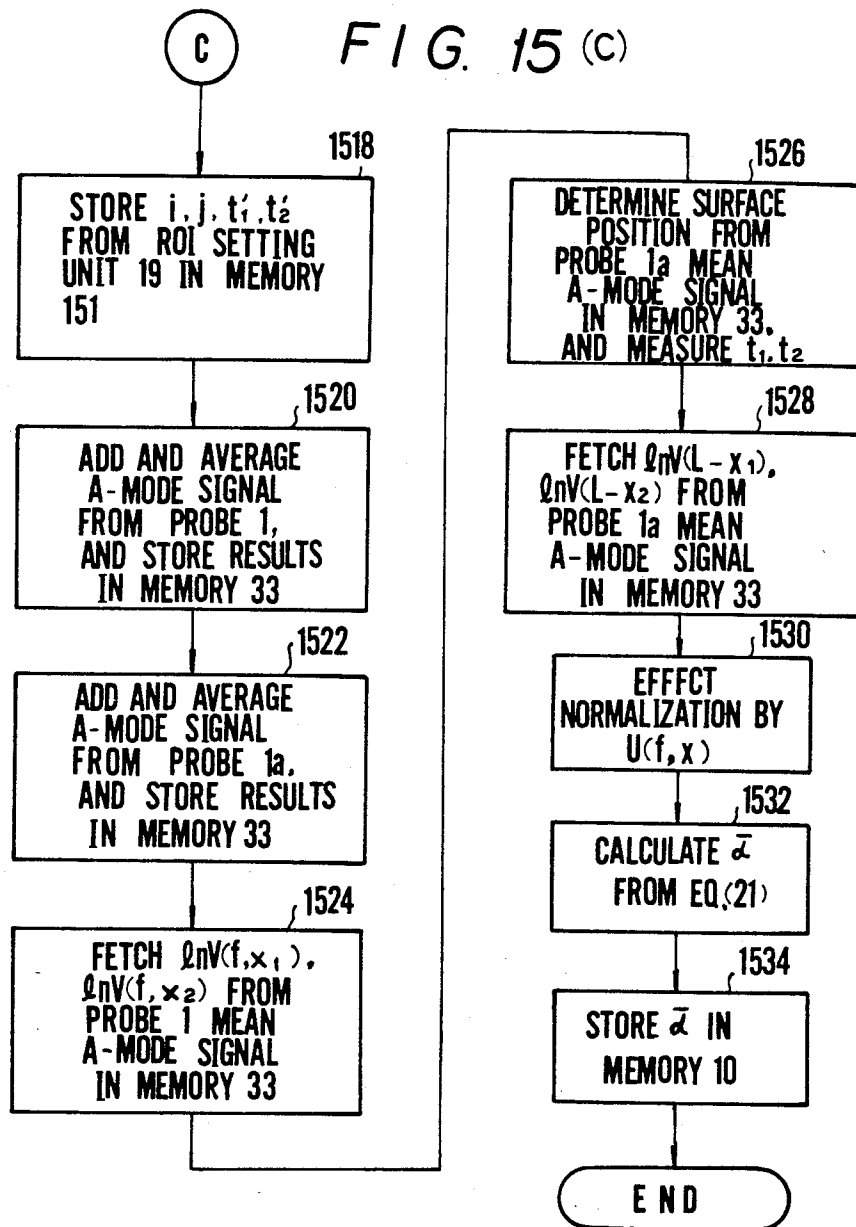 C
FIG. 15 (C)
1518
STORE i, j, t₁′, t₂′
FROM ROI SETTING
UNIT 19 IN MEMORY
151
1520
ADD AND AVERAGE
A-MODE SIGNAL
FROM PROBE 1,
AND STORE RESULTS
IN MEMORY 33
1522
ADD AND AVERAGE
A-MODE SIGNAL
FROM PROBE 1a,
AND STORE RESULTS
IN MEMORY 33
1524
FETCH ℓnV(f,x₁),
ℓnV(f,x₂) FROM
PROBE 1 MEAN
A-MODE SIGNAL
IN MEMORY 33
1526
DETERMINE SURFACE
POSITION FROM
PROBE 1a MEAN
A-MODE SIGNAL
IN MEMORY 33,
AND MEASURE t₁, t₂
1528
FETCH ℓnV(L-x₁),
ℓnV(L-x₂) FROM
PROBE 1a MEAN
A-MODE SIGNAL
IN MEMORY 33
1530
EFFFCT
NORMALIZATION BY
U(f,x)
1532
CALCULATE ᾱ
FROM EQ.(21)
1534
STORE ᾱ IN
MEMORY 10
END